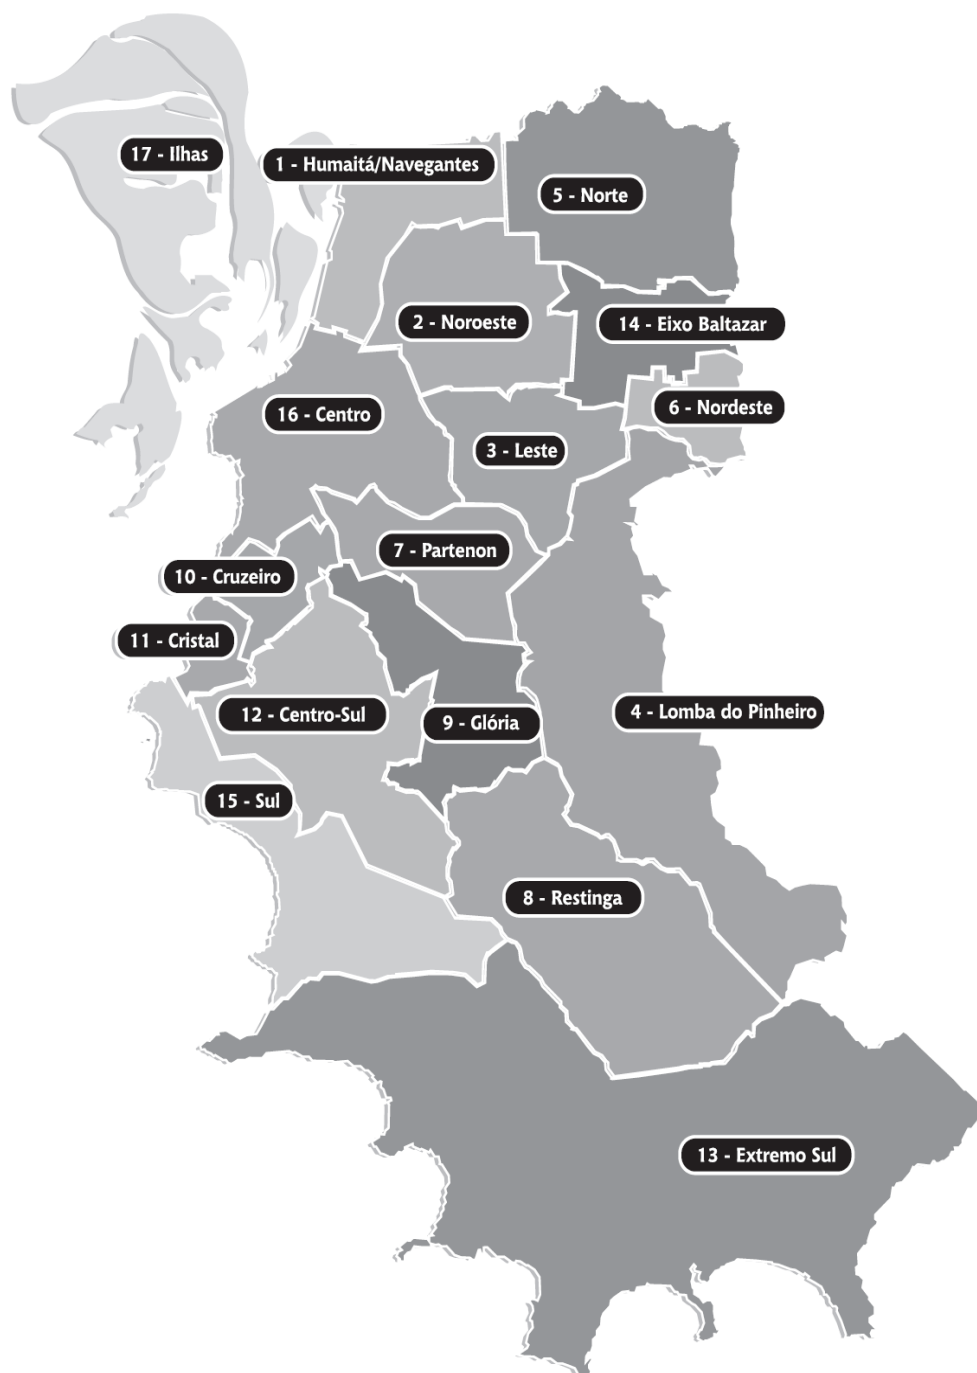 17 - Ilhas
1 - Humaitá/Navegantes
5 - Norte
2 - Noroeste
14 - Eixo Baltazar
16 - Centro
6 - Nordeste
3 - Leste
7 - Partenon
10 - Cruzeiro
11 - Cristal
12 - Centro-Sul
9 - Glória
4 - Lomba do Pinheiro
15 - Sul
8 - Restinga
13 - Extremo Sul